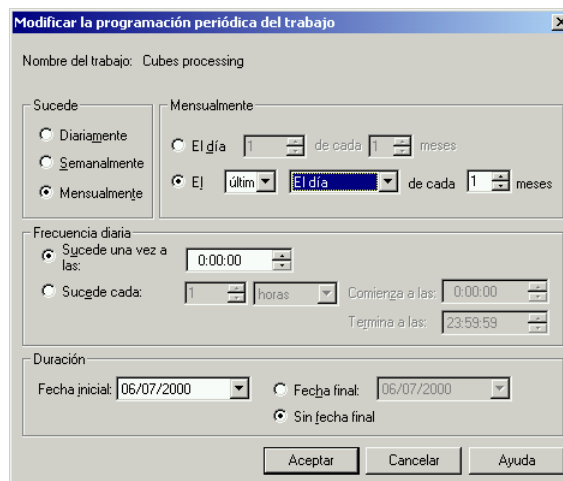 Modificar la programación periódica del trabajo
Nombre del trabajo: Cubes processing
Sucede
Diariamente
Semanalmente
Mensualmente
Mensualmente
El día 1 de cada 1 meses
El últim El día de cada 1 meses
Frecuencia diaria
Sucede una vez a las: 0:00:00
Sucede cada: 1 horas
Comienza a las: 0:00:00
Termina a las: 23:59:59
Duración
Fecha inicial: 06/07/2000
Fecha final: 06/07/2000
Sin fecha final
Aceptar Cancelar Ayuda